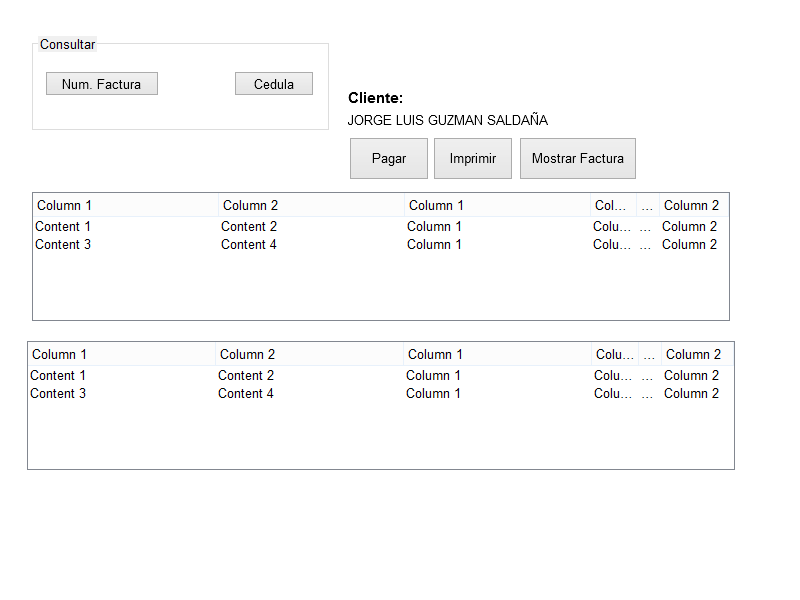 Consultar
Num. Factura Cedula
Cliente:
JORGE LUIS GUZMAN SALDAÑA
Pagar Imprimir Mostrar Factura
Column 1 Column 2 Column 1 Col... ... Column 2
Content 1 Content 2 Column 1 Colu... ... Column 2
Content 3 Content 4 Column 1 Colu... ... Column 2
Column 1 Column 2 Column 1 Colu... ... Column 2
Content 1 Content 2 Column 1 Colu... ... Column 2
Content 3 Content 4 Column 1 Colu... ... Column 2